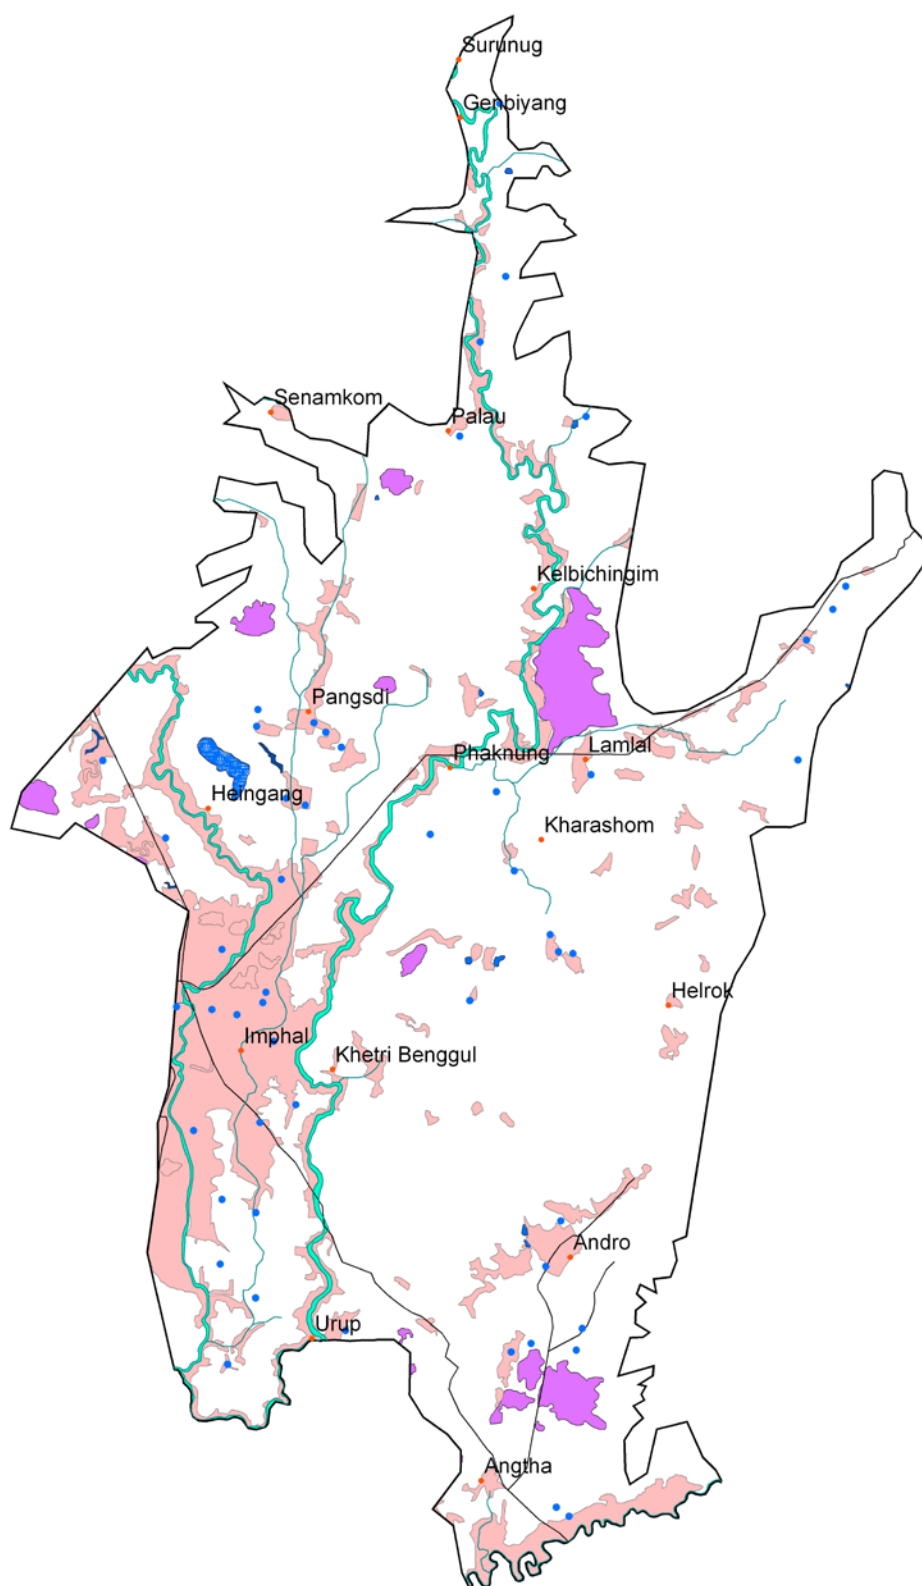 Surunug
Genbiyang
Senamkom
Palau
Kelbichingim
Pangsdi
Phaknung
Lamlal
Heingang
Kharashom
Helrok
Imphal
Khetri Benggul
Andro
Urup
Angtha